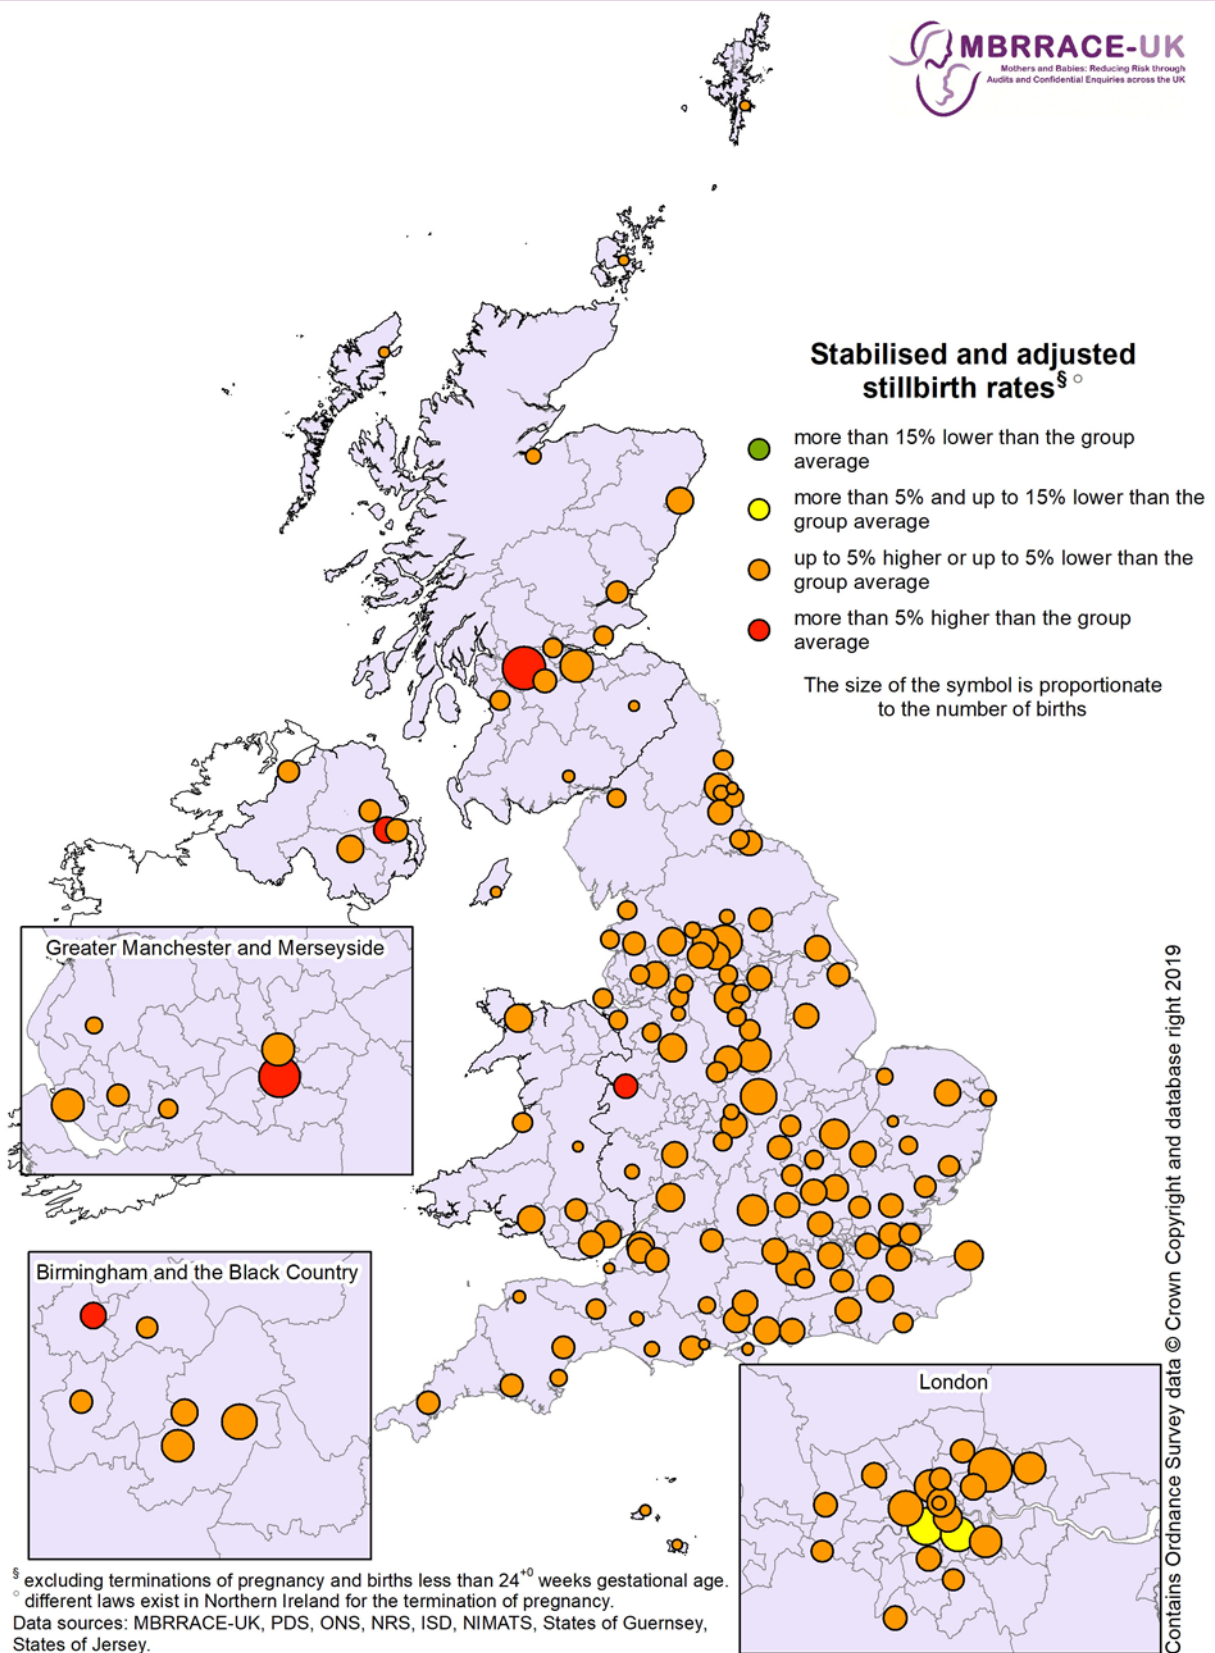 MBRRACE-UK
Mothers and Babies: Reducing Risk through
Audits and Confidential Enquiries across the UK
Stabilised and adjusted
stillbirth rates§ ○
more than 15% lower than the group
average
more than 5% and up to 15% lower than the
group average
up to 5% higher or up to 5% lower than the
group average
more than 5% higher than the group
average
The size of the symbol is proportionate
to the number of births
Greater Manchester and Merseyside
Birmingham and the Black Country
London
Contains Ordnance Survey data © Crown Copyright and database right 2019
§ excluding terminations of pregnancy and births less than 24+0 weeks gestational age.
○ different laws exist in Northern Ireland for the termination of pregnancy.
Data sources: MBRRACE-UK, PDS, ONS, NRS, ISD, NIMATS, States of Guernsey,
States of Jersey.